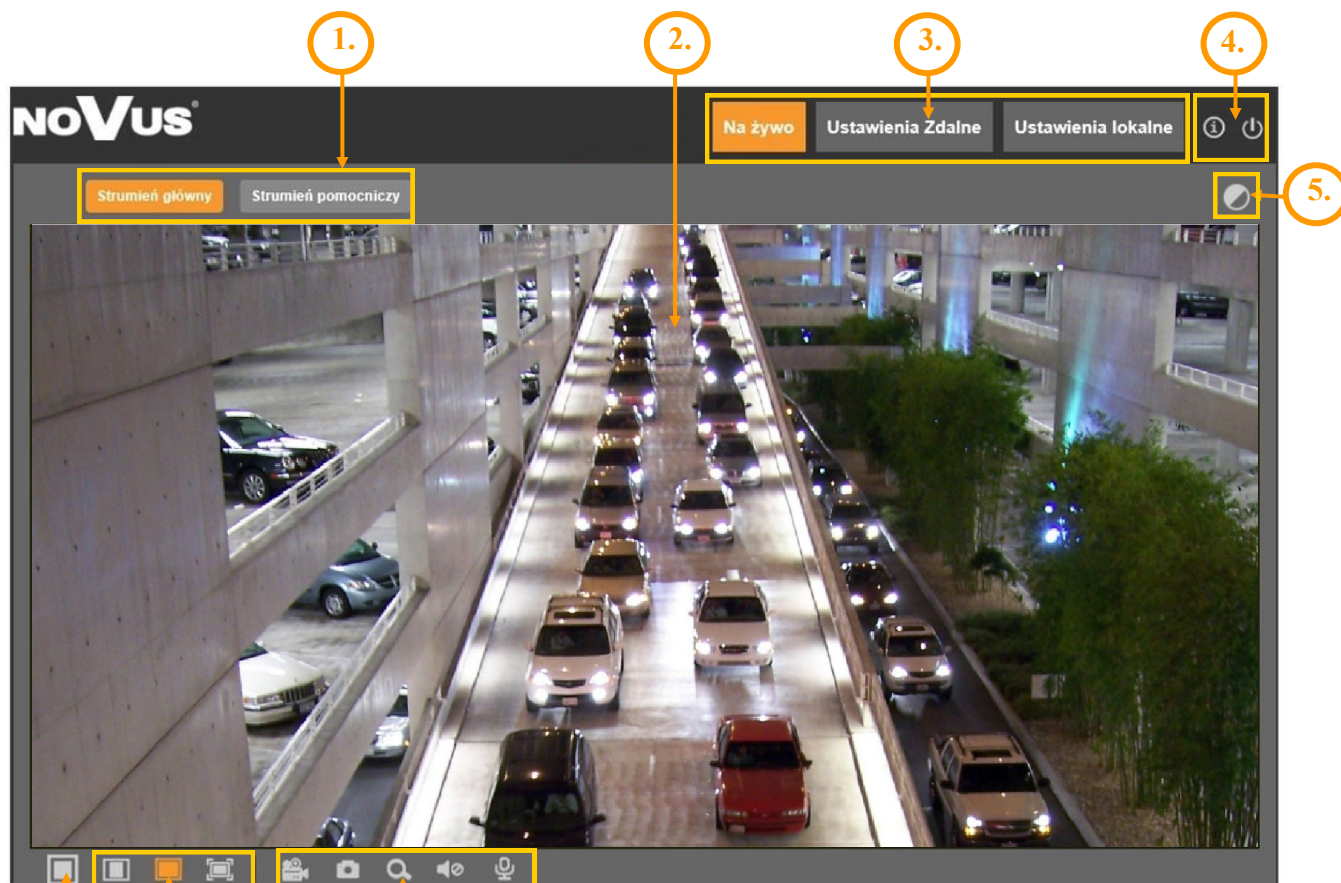 1.
2.
3.
4.
NOVUS
Na żywo
Ustawienia Zdalne
Ustawienia lokalne
Strumień główny
Strumień pomocniczy
5.